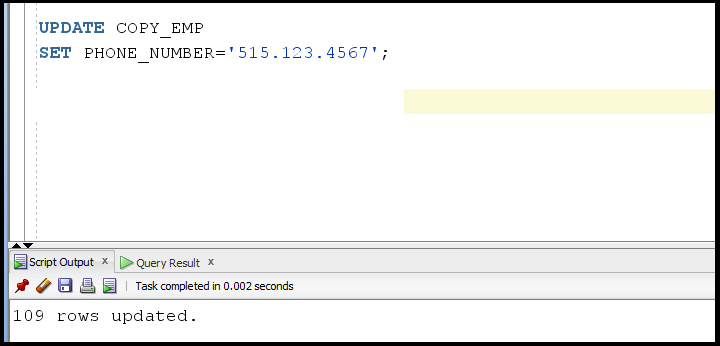 UPDATE COPY_EMP
SET PHONE_NUMBER='515.123.4567';
Script Output x Query Result x
Task completed in 0.002 seconds
109 rows updated.